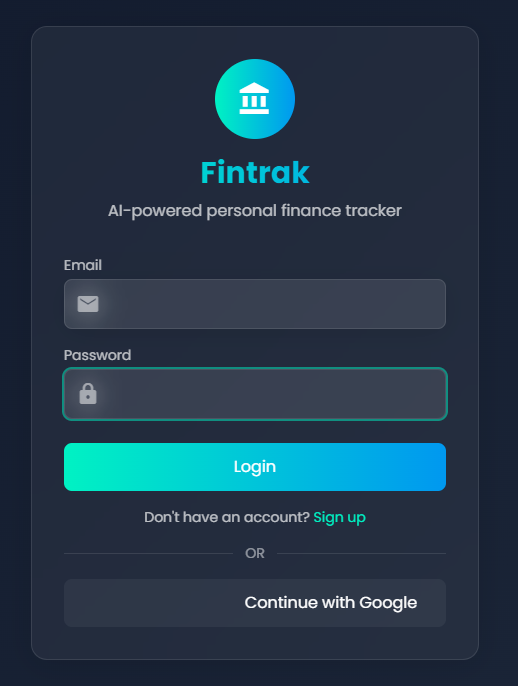 Fintrak
AI-powered personal finance tracker
Email
Password
Login
Don't have an account? Sign up
OR
Continue with Google